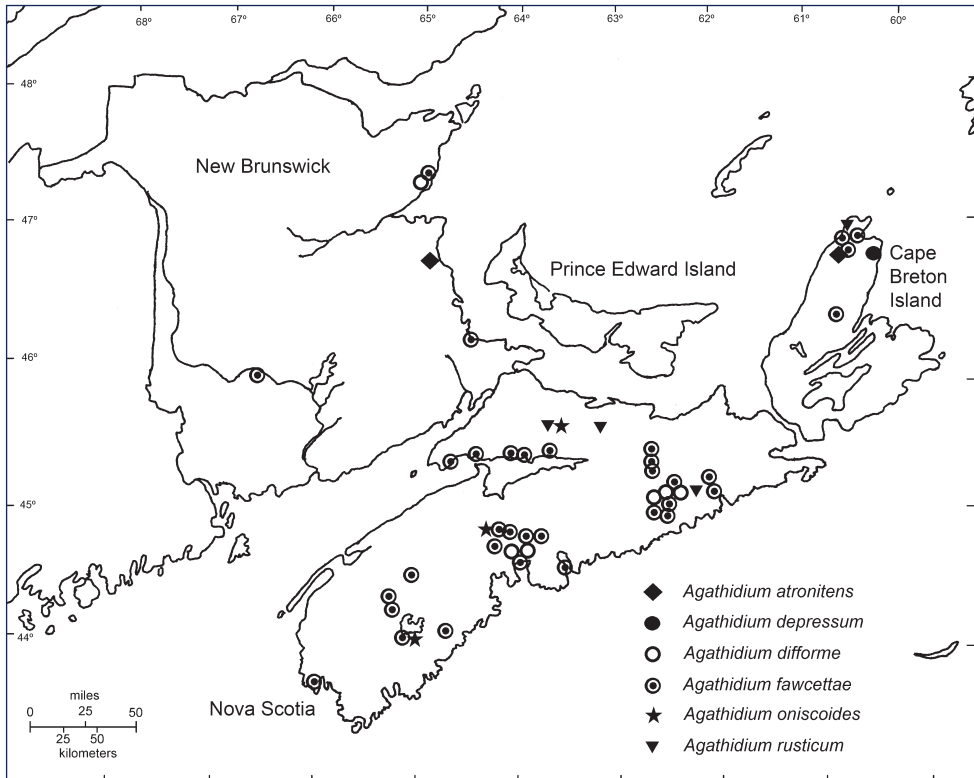 68° 67° 66° 65° 64° 63° 62° 61° 60°
48°
New Brunswick
47°
Prince Edward Island
Cape
Breton
Island
46°
45°
44°
Nova Scotia
Agathidium atronitens
Agathidium depressum
Agathidium difforme
Agathidium fawcettae
Agathidium oniscoides
Agathidium rusticum
miles
0 25 50
25 50
kilometers